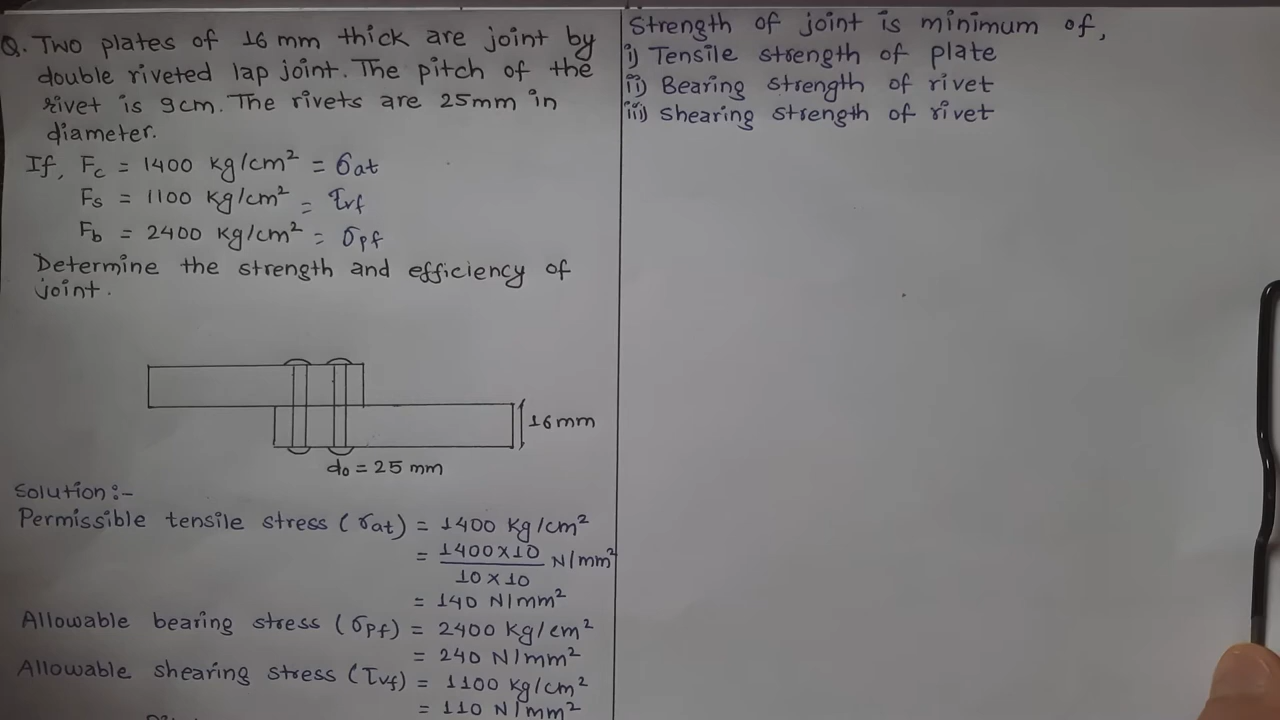 Q. Two plates of 16 mm thick are joint by
double riveted lap joint. The pitch of the
rivet is 9cm. The rivets are 25mm in
diameter.
If, Fc = 1400 kg/cm² = σat
Fs = 1100 kg/cm² = τvf
Fb = 2400 kg/cm² = σpf
Determine the strength and efficiency of
joint.
16mm
do = 25 mm
Solution:-
Permissible tensile stress (σat) = 1400 kg/cm²
= 1400×10 / 10×10 N/mm²
= 140 N/mm²
Allowable bearing stress (σpf) = 2400 kg/cm²
= 240 N/mm²
Allowable shearing stress (τvf) = 1100 kg/cm²
= 110 N/mm²
Strength of joint is minimum of,
i) Tensile strength of plate
ii) Bearing strength of rivet
iii) shearing strength of rivet